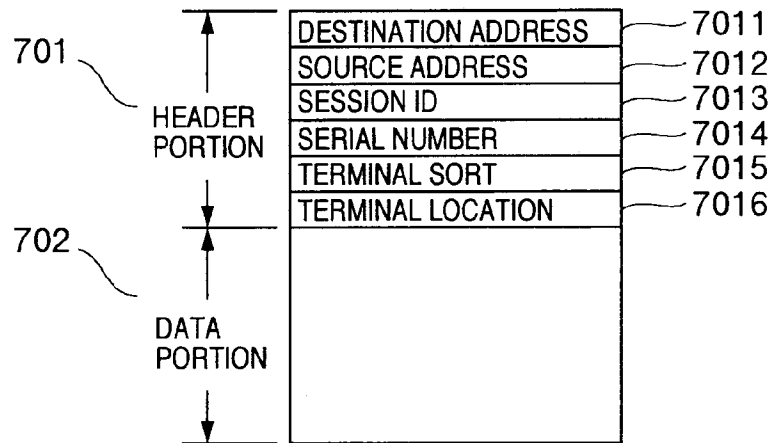 701
HEADER
PORTION
DESTINATION ADDRESS 7011
SOURCE ADDRESS 7012
SESSION ID 7013
SERIAL NUMBER 7014
TERMINAL SORT 7015
TERMINAL LOCATION 7016
702
DATA
PORTION